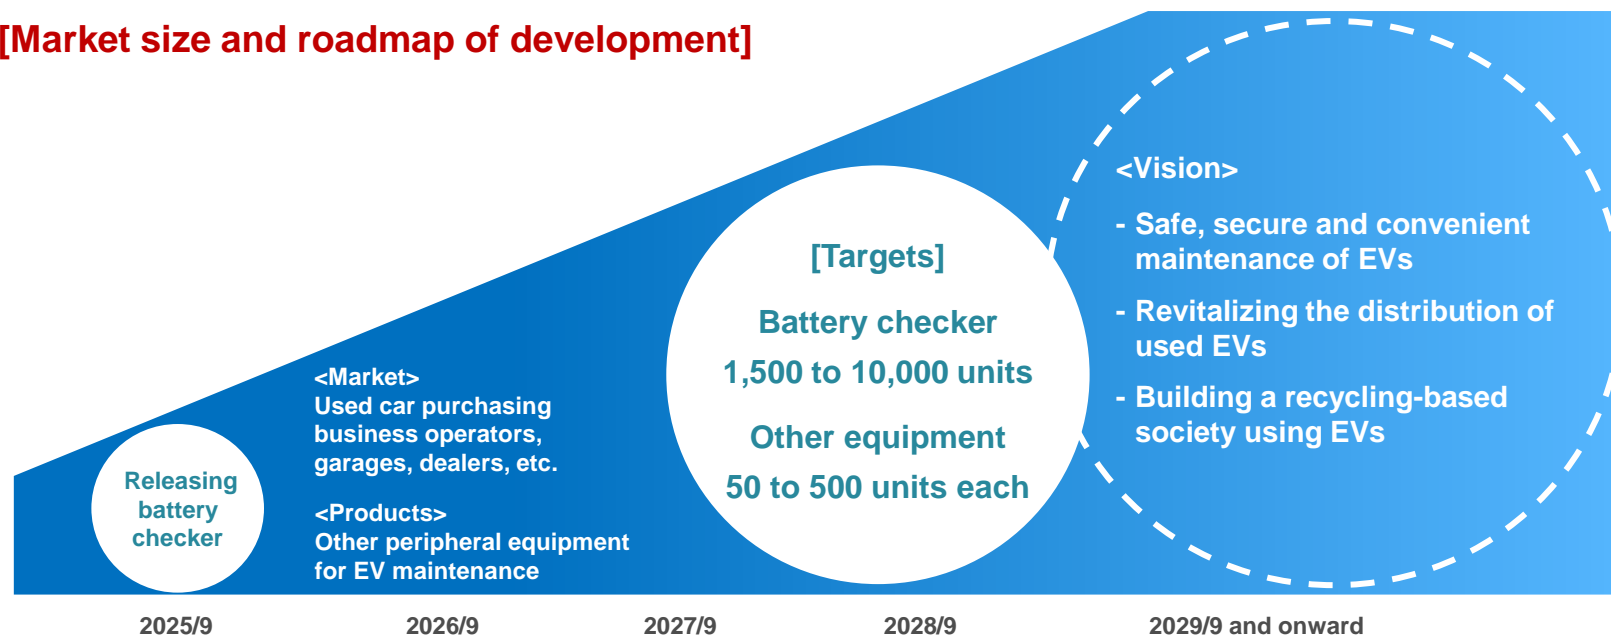 [Market size and roadmap of development]
Releasing
battery
checker
<Market>
Used car purchasing
business operators,
garages, dealers, etc.
<Products>
Other peripheral equipment
for EV maintenance
[Targets]
Battery checker
1,500 to 10,000 units
Other equipment
50 to 500 units each
<Vision>
- Safe, secure and convenient
maintenance of EVs
- Revitalizing the distribution of
used EVs
- Building a recycling-based
society using EVs
2025/9
2026/9
2027/9
2028/9
2029/9 and onward